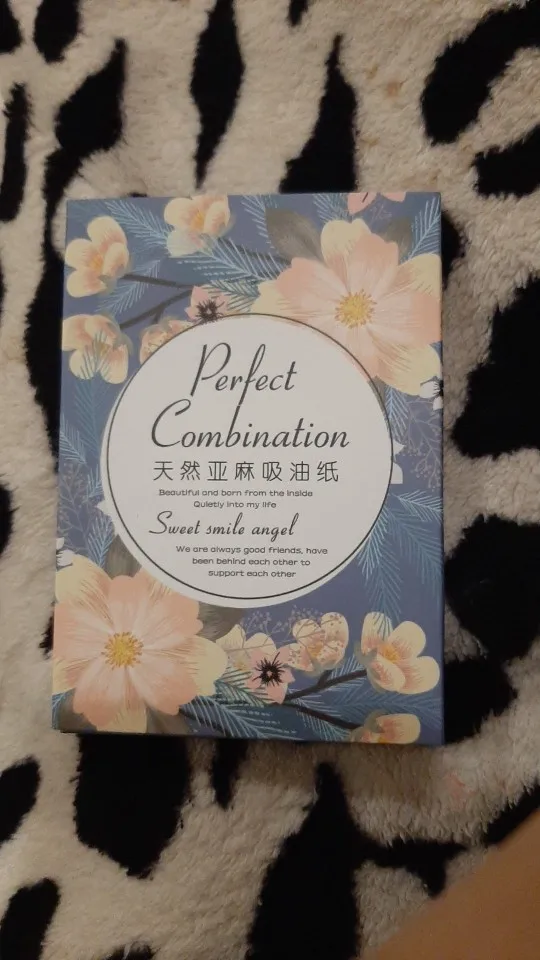 Perfect
Combination
天然亚麻吸油纸
Beautiful and born from the inside
Quietly into my life
Sweet smile angel
We are always good friends, have
been behind each other to
support each other